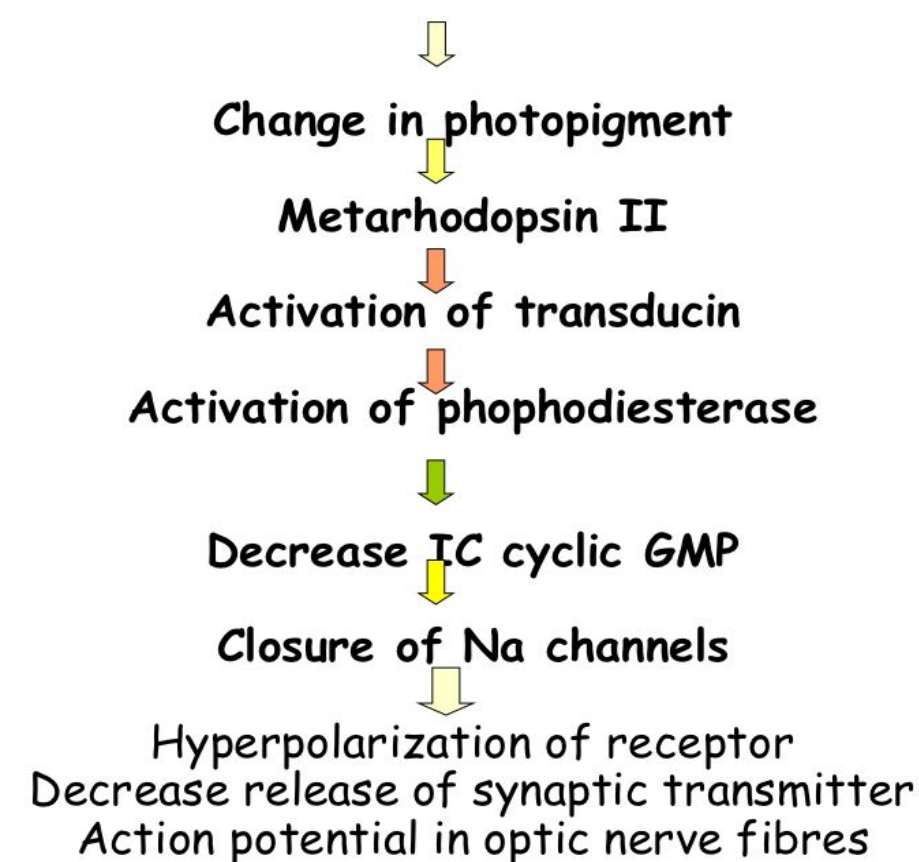 Change in photopigment
Metarhodopsin II
Activation of transducin
Activation of phophodiesterase
Decrease IC cyclic GMP
Closure of Na channels
Hyperpolarization of receptor
Decrease release of synaptic transmitter
Action potential in optic nerve fibres